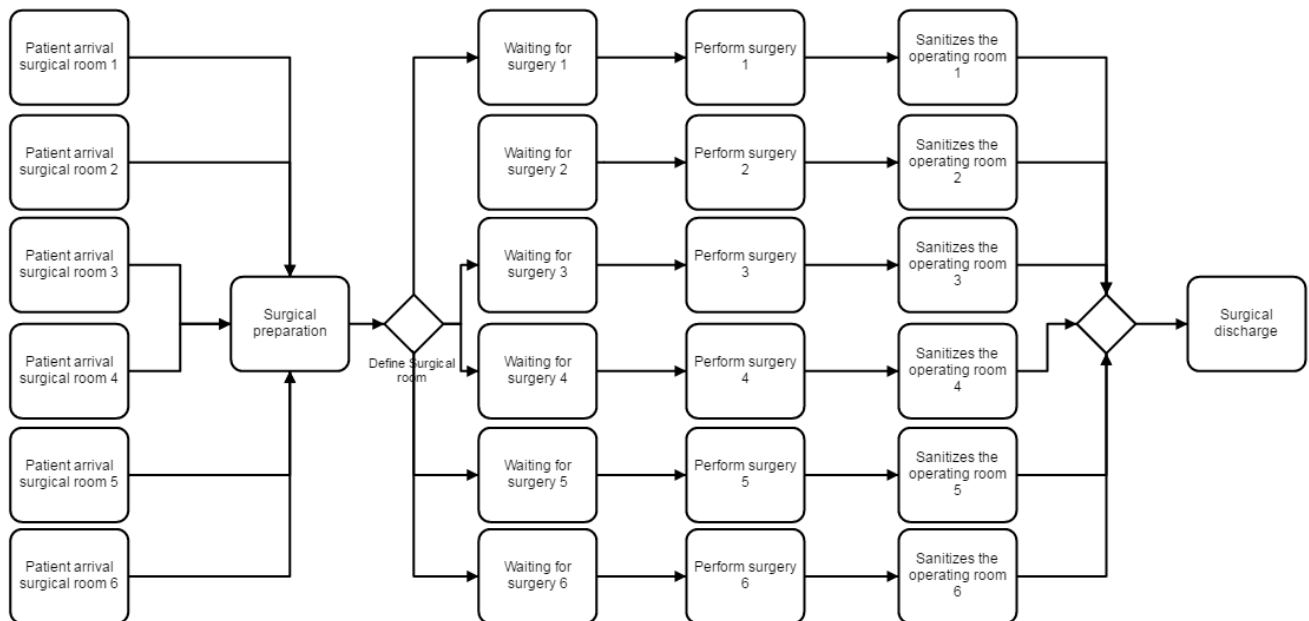 Patient arrival
surgical room 1
Waiting for
surgery 1
Perform surgery
1
Sanitizes the
operating room
1
Patient arrival
surgical room 2
Waiting for
surgery 2
Perform surgery
2
Sanitizes the
operating room
2
Patient arrival
surgical room 3
Waiting for
surgery 3
Perform surgery
3
Sanitizes the
operating room
3
Surgical
preparation
Define Surgical
room
Surgical
discharge
Patient arrival
surgical room 4
Waiting for
surgery 4
Perform surgery
4
Sanitizes the
operating room
4
Patient arrival
surgical room 5
Waiting for
surgery 5
Perform surgery
5
Sanitizes the
operating room
5
Patient arrival
surgical room 6
Waiting for
surgery 6
Perform surgery
6
Sanitizes the
operating room
6